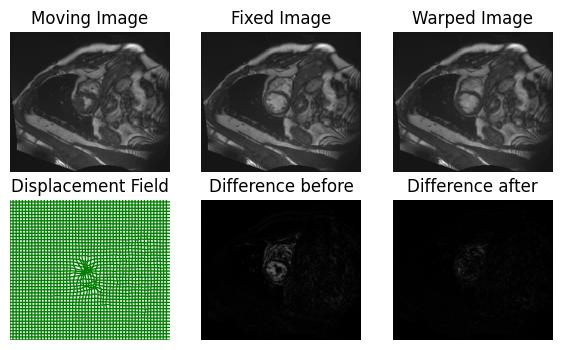 Moving Image
Fixed Image
Warped Image
Displacement Field
Difference before
Difference after